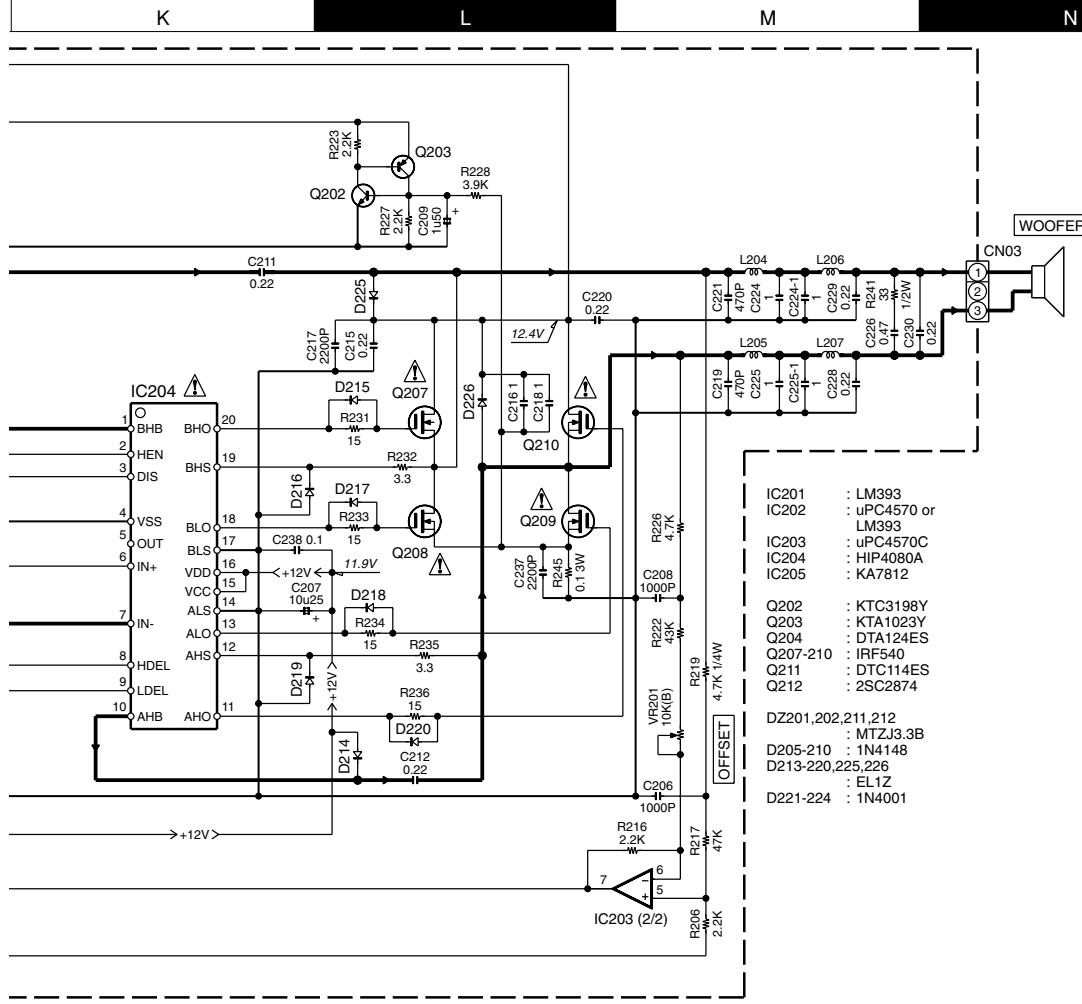 K L M N
R223
2.2K
Q203
Q202
R228
3.9K
R227
2.2K
C209
1u50
+
WOOFER
CN03
1
2
3
C211
0.22
D225
C220
0.22
12.4V
L204
L206
C221
470P
C224
1
C224-1
1
C229
0.22
R241
33
1/2W
C226
0.47
C230
0.22
L205
L207
C219
470P
C225
1
C225-1
1
C228
0.22
C217
2200P
C215
0.22
IC204
D215
R231
15
Q207
D226
C216 1
C218 1
Q210
1 BHB BHO 20
2 HEN
3 DIS BHS 19
4 VSS BLO 18
5 OUT BLS 17
6 IN+ VDD 16
VCC 15
ALS 14
7 IN- ALO 13
8 HDEL AHS 12
9 LDEL
10 AHB AHO 11
R232
3.3
D216
D217
R233
15
Q208
Q209
C238 0.1
+12V
11.9V
C207
10u25
+
D218
R234
15
C237
2200P
R245
0.1 3W
R226
4.7K
C208
1000P
R222
43K
R219
4.7K 1/4W
D219
+12V
R235
3.3
R236
15
D220
D214
C212
0.22
VR201
10K(B)
OFFSET
C206
1000P
+12V
R216
2.2K
R217
47K
7
6
−
5
+
IC203 (2/2)
R206
2.2K
IC201 : LM393
IC202 : uPC4570 or
LM393
IC203 : uPC4570C
IC204 : HIP4080A
IC205 : KA7812
Q202 : KTC3198Y
Q203 : KTA1023Y
Q204 : DTA124ES
Q207-210 : IRF540
Q211 : DTC114ES
Q212 : 2SC2874
DZ201,202,211,212
: MTZJ3.3B
D205-210 : 1N4148
D213-220,225,226
: EL1Z
D221-224 : 1N4001